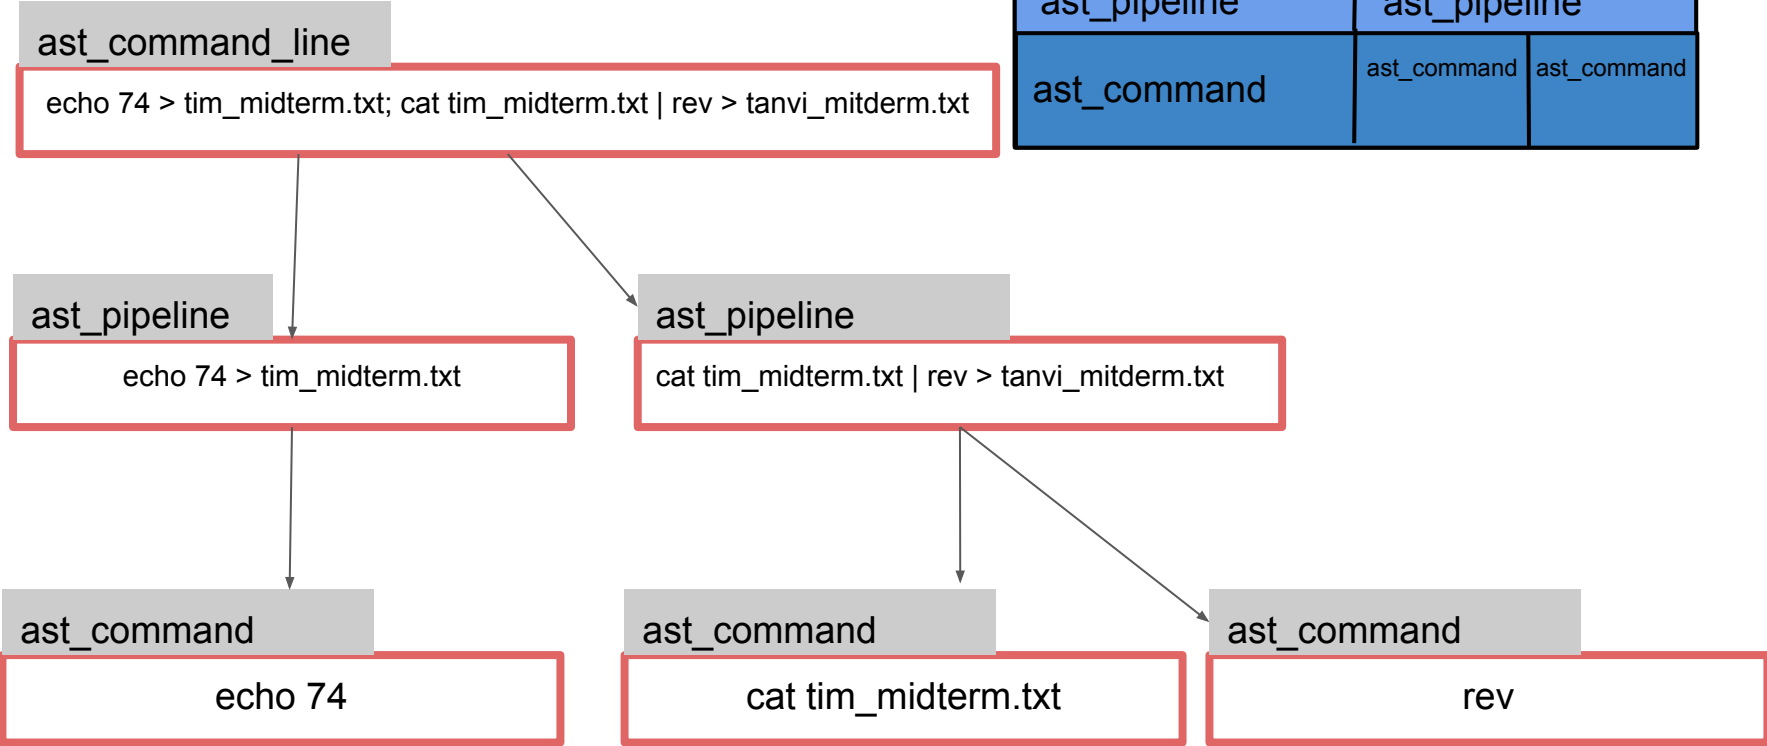 ast_pipeline ast_pipeline
ast_command_line
ast_command ast_command ast_command
echo 74 > tim_midterm.txt; cat tim_midterm.txt | rev > tanvi_mitderm.txt
ast_pipeline
echo 74 > tim_midterm.txt
ast_pipeline
cat tim_midterm.txt | rev > tanvi_mitderm.txt
ast_command
echo 74
ast_command
cat tim_midterm.txt
ast_command
rev